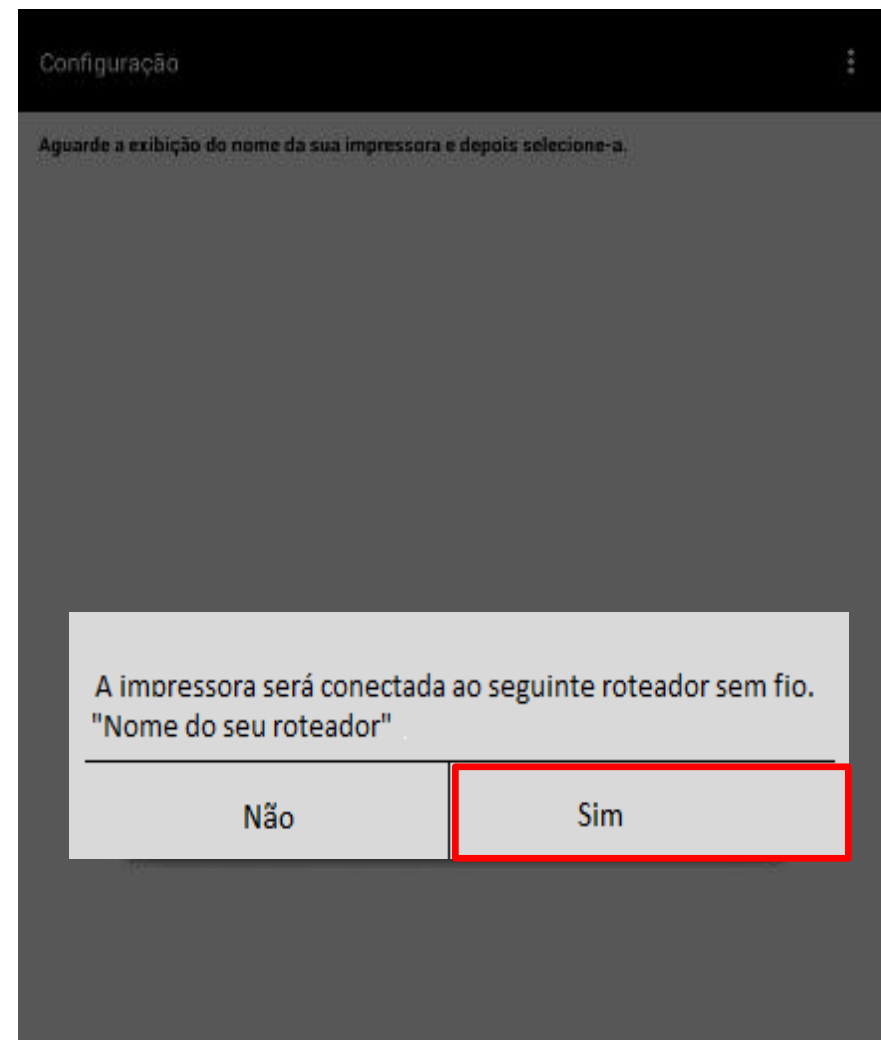 Configuração
Aguarde a exibição do nome da sua impressora e depois selecione-a.
A impressora será conectada ao seguinte roteador sem fio.
"Nome do seu roteador"
Não
Sim